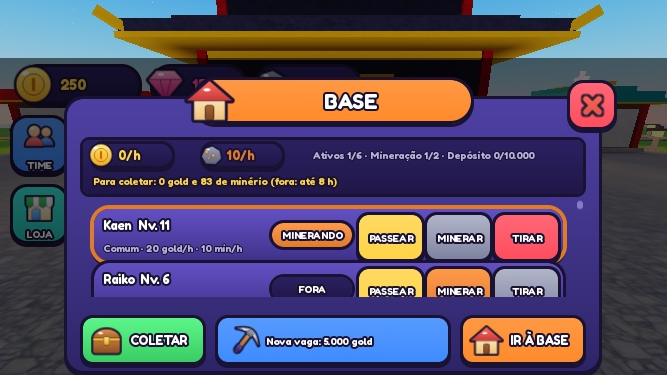 250
BASE
0/h
10/h
Ativos 1/6 · Mineração 1/2 · Depósito 0/10.000
Para coletar: 0 gold e 83 de minério (fora: até 8 h)
TIME
LOJA
Kaen Nv. 11
Comum · 20 gold/h · 10 min/h
MINERANDO
PASSEAR
MINERAR
TIRAR
Raiko Nv. 6
FORA
PASSEAR
MINERAR
TIRAR
COLETAR
Nova vaga: 5.000 gold
IR À BASE